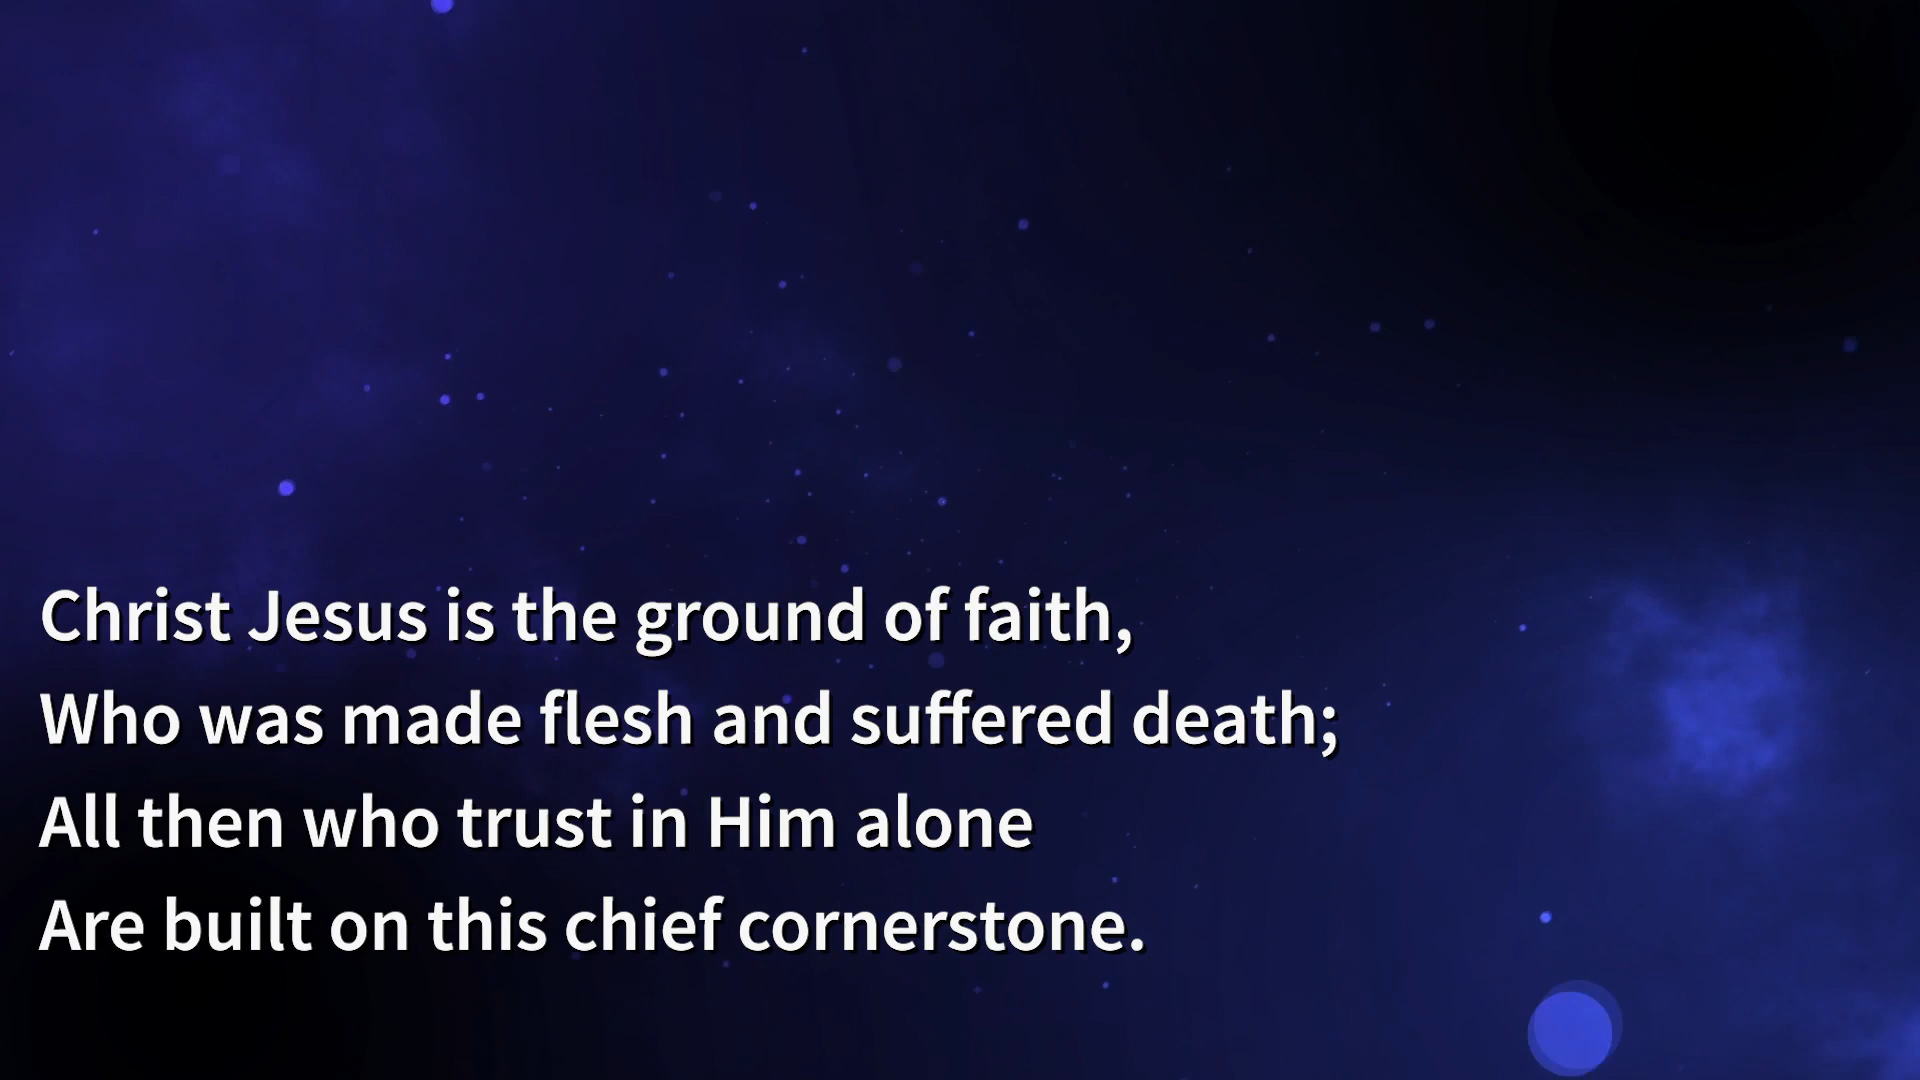 Christ Jesus is the ground of faith,
Who was made flesh and suffered death;
All then who trust in Him alone
Are built on this chief cornerstone.